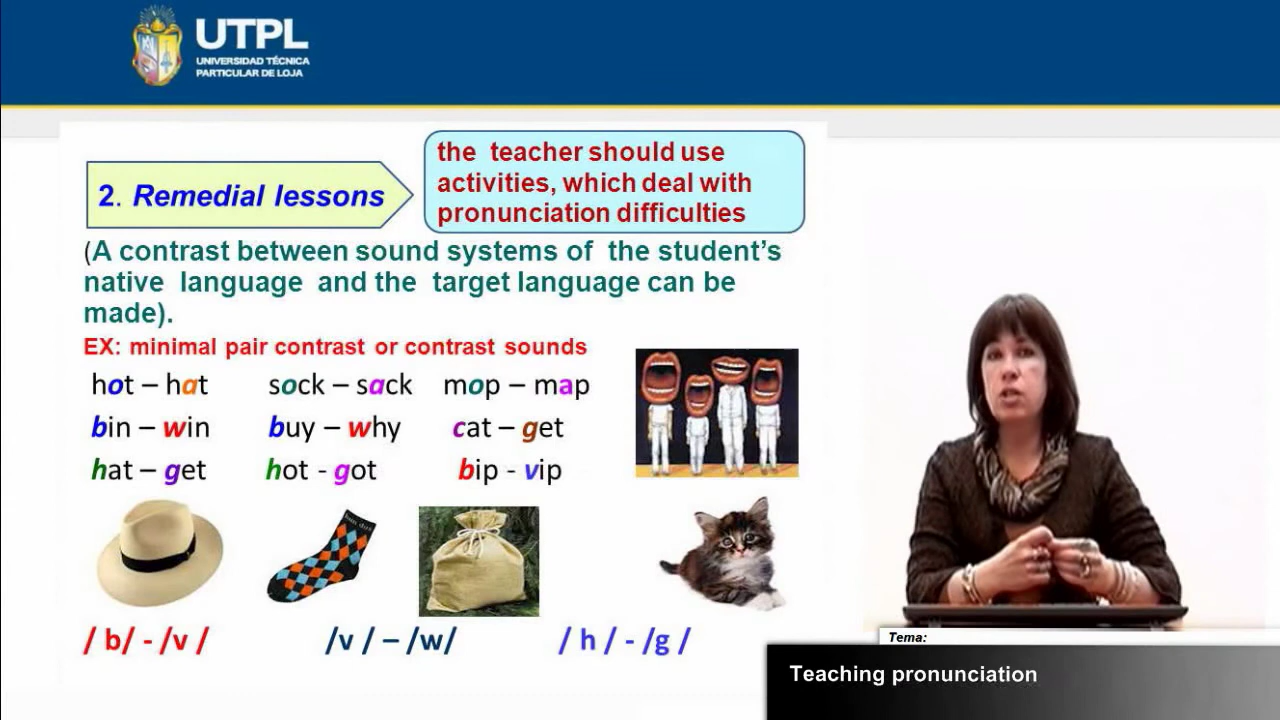 UTPL
UNIVERSIDAD TÉCNICA
PARTICULAR DE LOJA
2. Remedial lessons
the teacher should use
activities, which deal with
pronunciation difficulties
(A contrast between sound systems of the student’s
native language and the target language can be
made).
EX: minimal pair contrast or contrast sounds
hot – hat sock – sack mop – map
bin – win buy – why cat – get
hat – get hot - got bip - vip
/ b/ - /v / /v / – /w/ / h / - /g /
Tema:
Teaching pronunciation